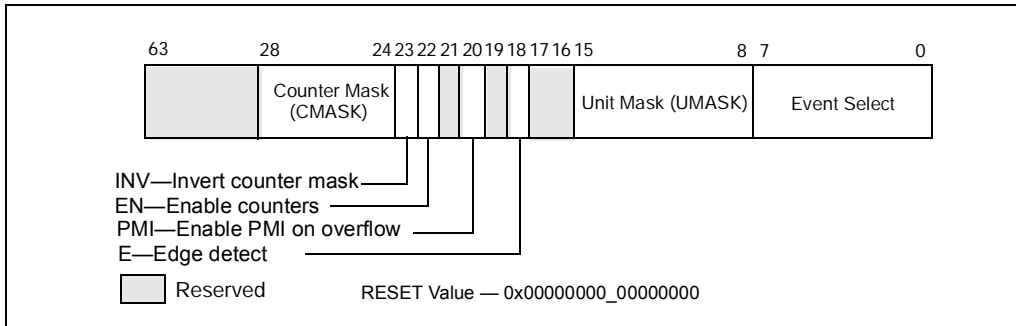 63 28 24 23 22 21 20 19 18 17 16 15 8 7 0
Counter Mask
(CMASK)
Unit Mask (UMASK)
Event Select
INV—Invert counter mask
EN—Enable counters
PMI—Enable PMI on overflow
E—Edge detect
Reserved
RESET Value — 0x00000000_00000000